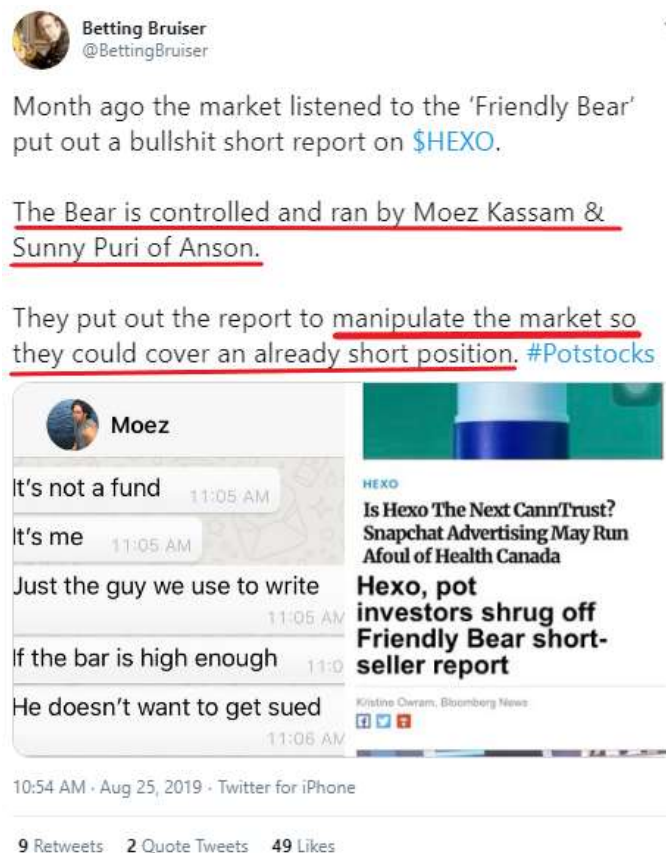 Betting Bruiser
@BettingBruiser
Month ago the market listened to the ‘Friendly Bear’
put out a bullshit short report on $HEXO.
The Bear is controlled and ran by Moez Kassam &
Sunny Puri of Anson.
They put out the report to manipulate the market so
they could cover an already short position. #Potstocks
Moez
It's not a fund 11:05 AM
It's me 11:05 AM
Just the guy we use to write
11:05 AM
If the bar is high enough 11:0
He doesn't want to get sued
11:06 AM
HEXO
Is Hexo The Next CannTrust?
Snapchat Advertising May Run
Afoul of Health Canada
Hexo, pot
investors shrug off
Friendly Bear short-
seller report
Kristine Owram, Bloomberg News
10:54 AM · Aug 25, 2019 · Twitter for iPhone
9 Retweets 2 Quote Tweets 49 Likes